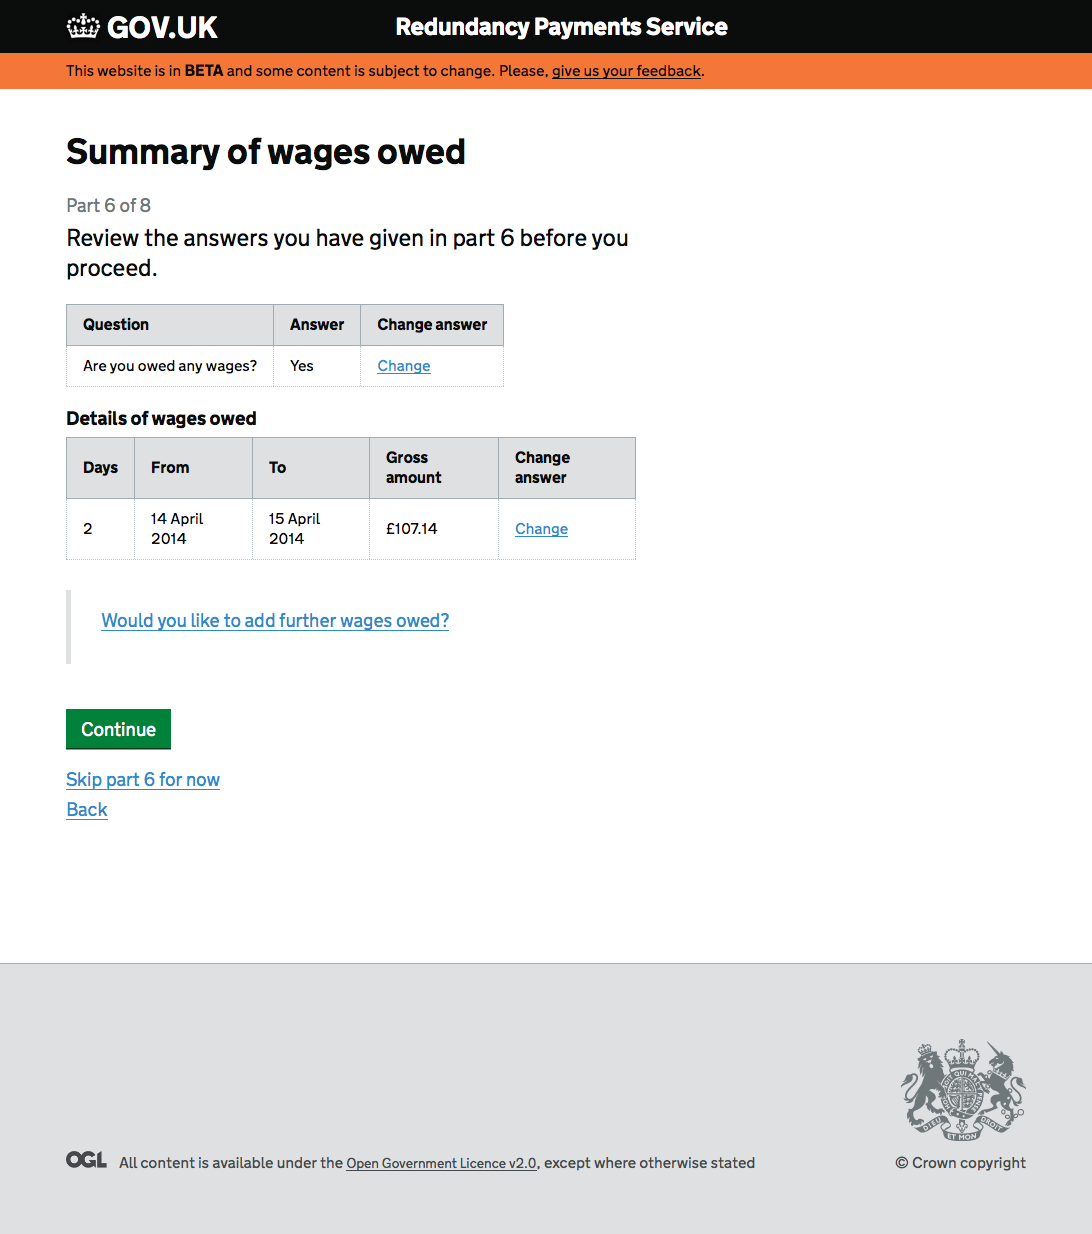 GOV.UK
Redundancy Payments Service
This website is in BETA and some content is subject to change. Please, give us your feedback.
Summary of wages owed
Part 6 of 8
Review the answers you have given in part 6 before you
proceed.
Question Answer Change answer
Are you owed any wages? Yes Change
Details of wages owed
Days From To Gross amount Change answer
2 14 April 2014 15 April 2014 £107.14 Change
Would you like to add further wages owed?
Continue
Skip part 6 for now
Back
DIEU ET MON DROIT
OGL All content is available under the Open Government Licence v2.0, except where otherwise stated
© Crown copyright